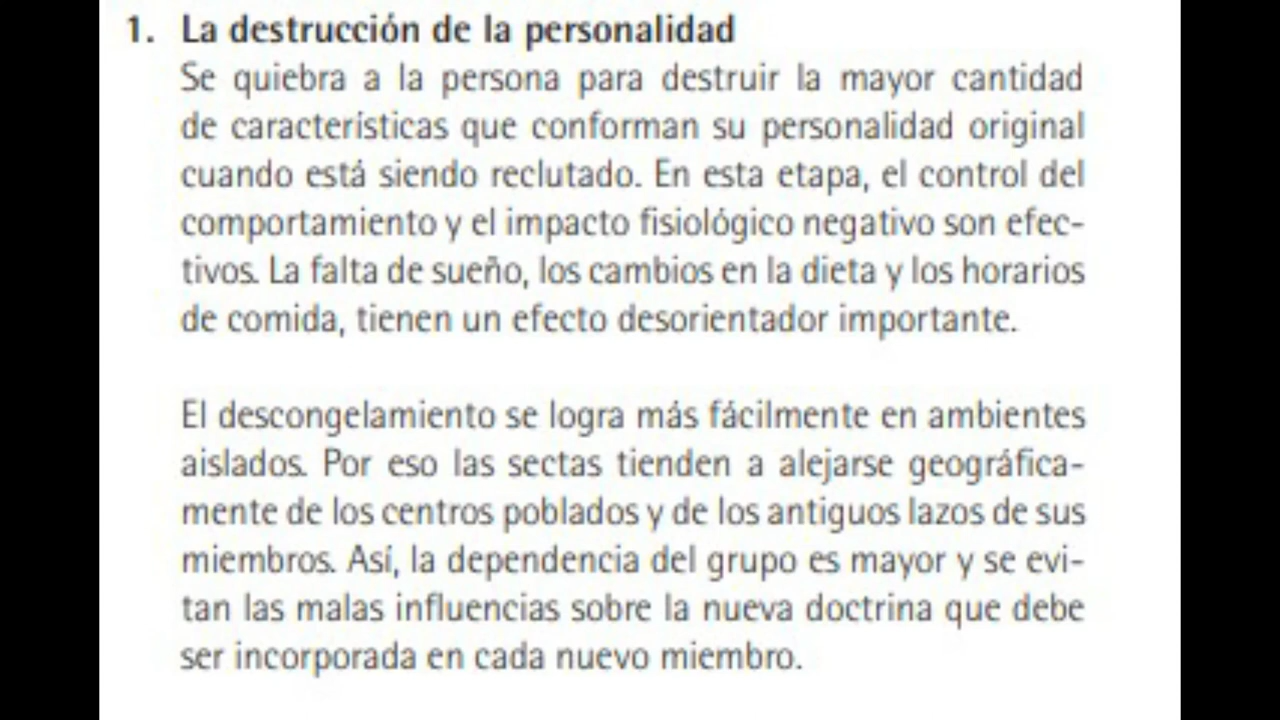 1. La destrucción de la personalidad
Se quiebra a la persona para destruir la mayor cantidad
de características que conforman su personalidad original
cuando está siendo reclutado. En esta etapa, el control del
comportamiento y el impacto fisiológico negativo son efec-
tivos. La falta de sueño, los cambios en la dieta y los horarios
de comida, tienen un efecto desorientador importante.
El descongelamiento se logra más fácilmente en ambientes
aislados. Por eso las sectas tienden a alejarse geográfica-
mente de los centros poblados y de los antiguos lazos de sus
miembros. Así, la dependencia del grupo es mayor y se evi-
tan las malas influencias sobre la nueva doctrina que debe
ser incorporada en cada nuevo miembro.